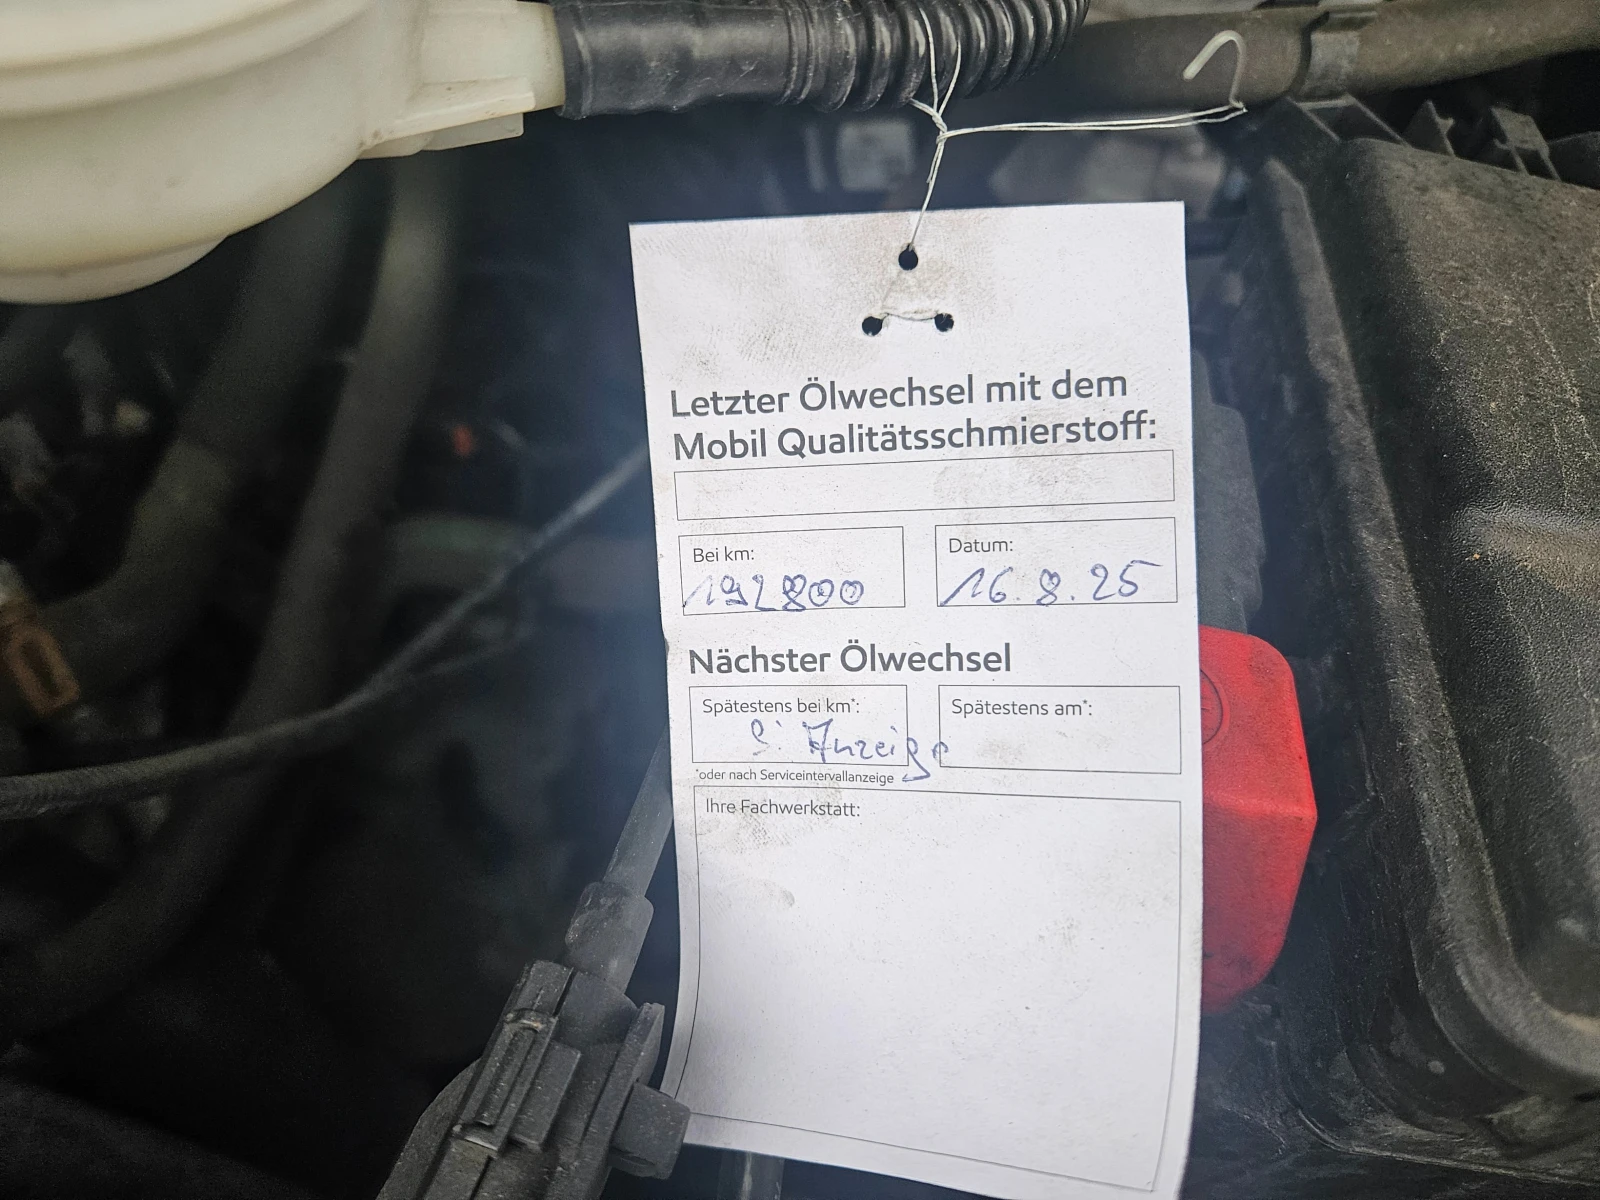 Letzter Ölwechsel mit dem
Mobil Qualitätsschmierstoff:
Bei km:
192800
Datum:
16.8.25
Nächster Ölwechsel
Spätestens bei km*:
S. Anzeige
Spätestens am*:
*oder nach Serviceintervallanzeige
Ihre Fachwerkstatt: